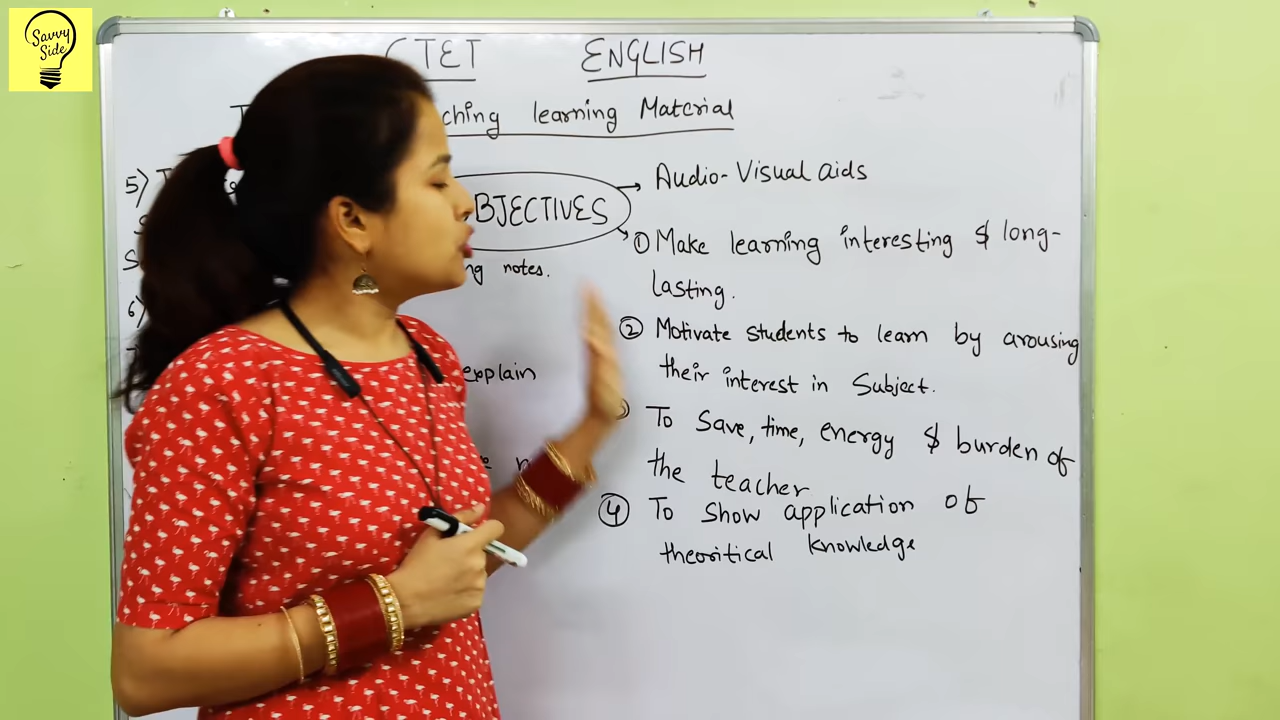 Savvy
Side
CTET ENGLISH
learning Material
5)
OBJECTIVES
Audio-Visual aids
① Make learning interesting & long-
lasting.
notes.
6)
② Motivate students to learn by arousing
their interest in Subject.
explain
To Save, time, energy & burden of
the teacher
④ To Show application of
theoritical knowledge